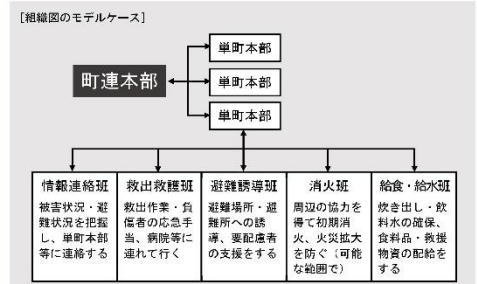 ［組織図のモデルケース］
単町本部
町連本部
単町本部
単町本部
情報連絡班
被害状況・避
難状況を把握
し、単町本部
等に連絡する
救出救護班
救出作業・負
傷者の応急手
当、病院等に
連れて行く
避難誘導班
避難場所・避
難所への誘
導、要配慮者
の支援をする
消火班
周辺の協力を
得て初期消
火、火災拡大
を防ぐ（可能
な範囲で）
給食・給水班
炊き出し・飲
料水の確保、
食料品・救援
物資の配給を
する